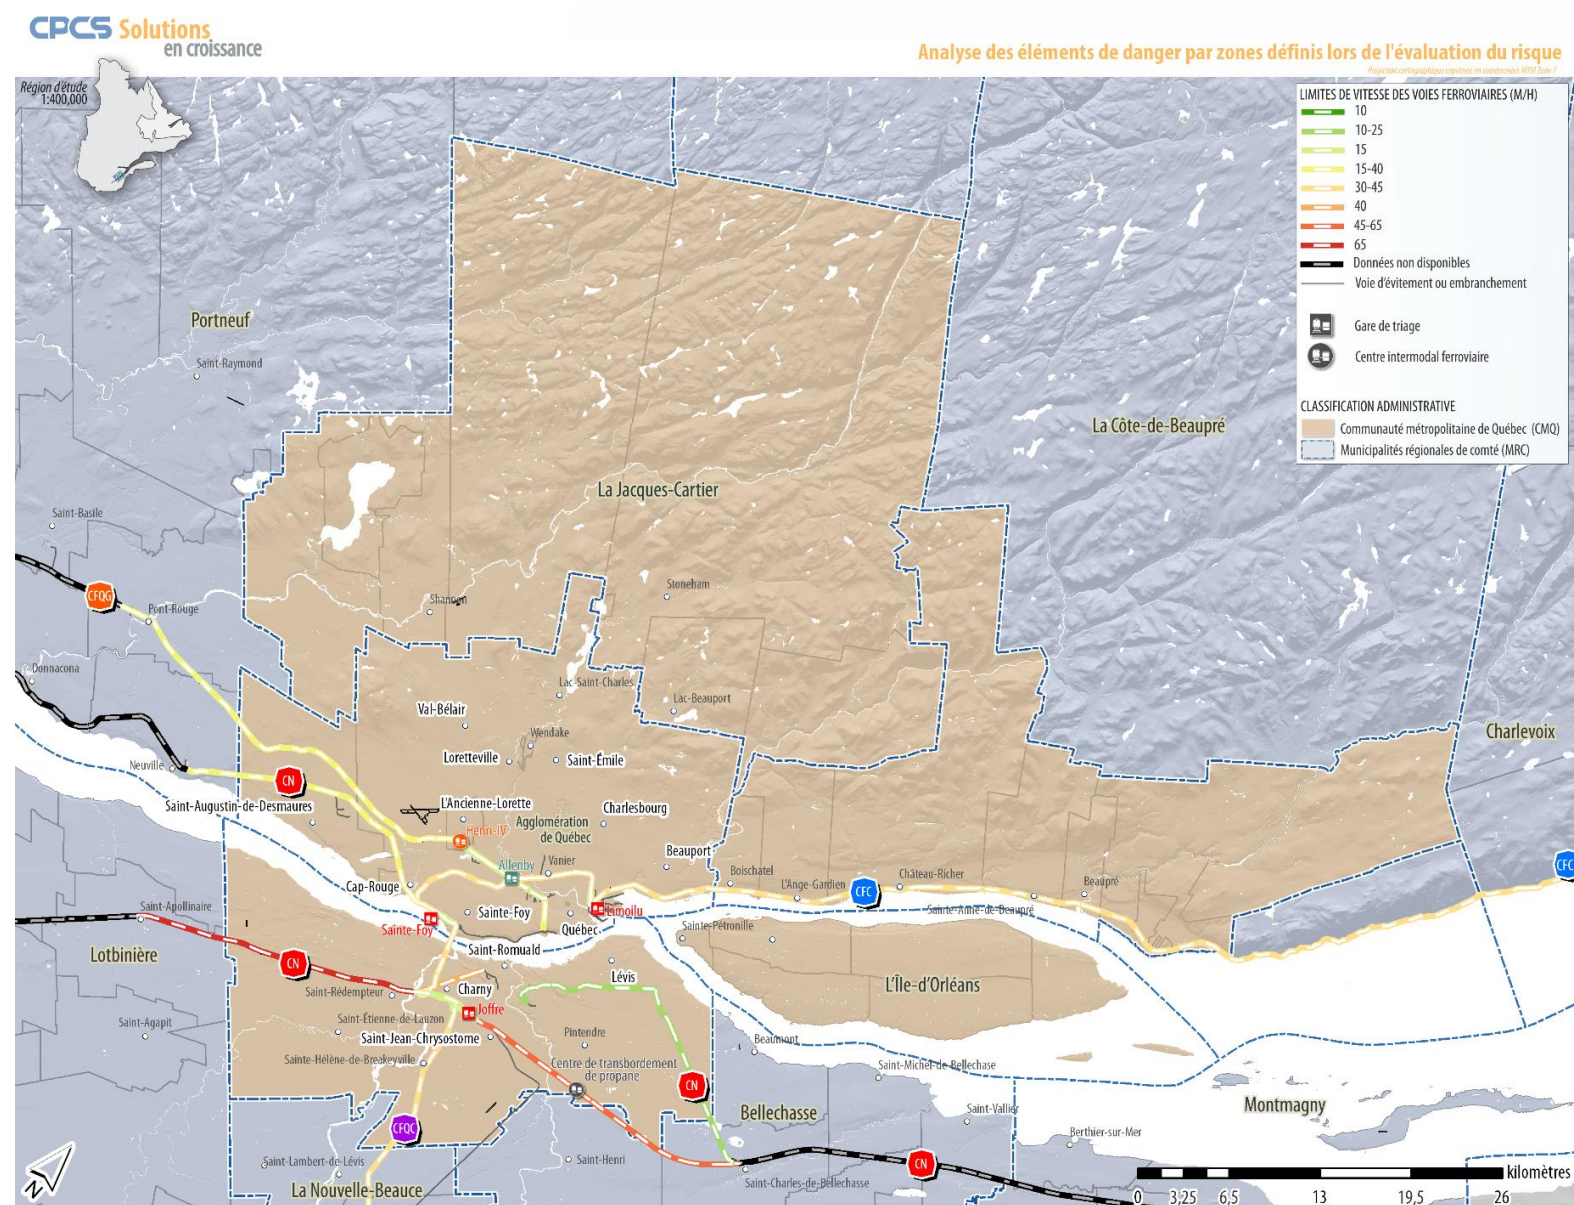 CPCS Solutions
en croissance
Analyse des éléments de danger par zones définis lors de l'évaluation du risque
Projection cartographique exprimée en coordonnées MTM Zone 7
Région d'étude
1:400,000
LIMITES DE VITESSE DES VOIES FERROVIAIRES (M/H)
10
10-25
15
15-40
30-45
40
45-65
65
Données non disponibles
Voie d'évitement ou embranchement
Gare de triage
Centre intermodal ferroviaire
CLASSIFICATION ADMINISTRATIVE
Communauté métropolitaine de Québec (CMQ)
Municipalités régionales de comté (MRC)
Portneuf
Saint-Raymond
La Côte-de-Beaupré
La Jacques-Cartier
Saint-Basile
Stoneham
CFQG
Shannon
Pont-Rouge
Donnacona
Lac-Saint-Charles
Lac-Beauport
Val-Bélair
Wendake
Charlevoix
Loretteville
Saint-Émile
Neuville
CN
Saint-Augustin-de-Desmaures
L'Ancienne-Lorette
Charlesbourg
Agglomération
de Québec
Henri-IV
Beauport
Allenby
Vanier
Boischatel
Cap-Rouge
L'Ange-Gardien
CFC
Château-Richer
Beaupré
CFC
Saint-Apollinaire
Sainte-Foy
Sainte-Foy
Limoilu
Québec
Sainte-Anne-de-Beaupré
Sainte-Pétronille
Lotbinière
CN
Saint-Romuald
Lévis
L'Île-d'Orléans
Saint-Rédempteur
Charny
Joffre
Saint-Agapit
Saint-Étienne-de-Lauzon
Saint-Jean-Chrysostome
Pintendre
Beaumont
Sainte-Hélène-de-Breakeyville
Centre de transbordement
de propane
Saint-Michel-de-Bellechase
CN
Bellechasse
Saint-Vallier
Montmagny
CFQC
Berthier-sur-Mer
Saint-Lambert-de-Lévis
Saint-Henri
CN
Saint-Charles-de-Bellechasse
La Nouvelle-Beauce
N
kilomètres
0 3,25 6,5 13 19,5 26